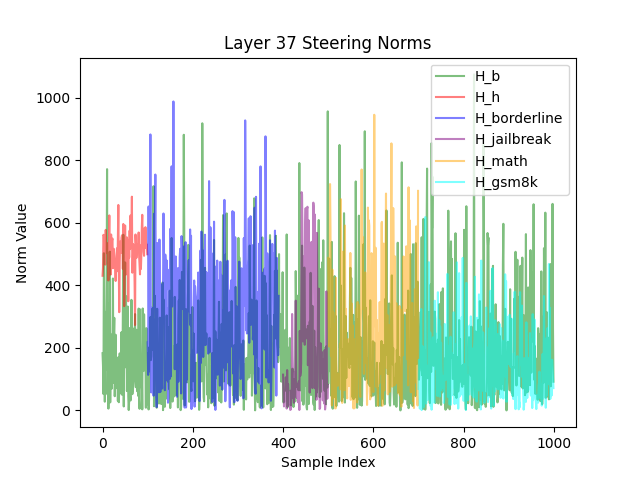 Layer 37 Steering Norms
H_b
H_h
H_borderline
H_jailbreak
H_math
H_gsm8k
Norm Value
1000
800
600
400
200
0
0 200 400 600 800 1000
Sample Index